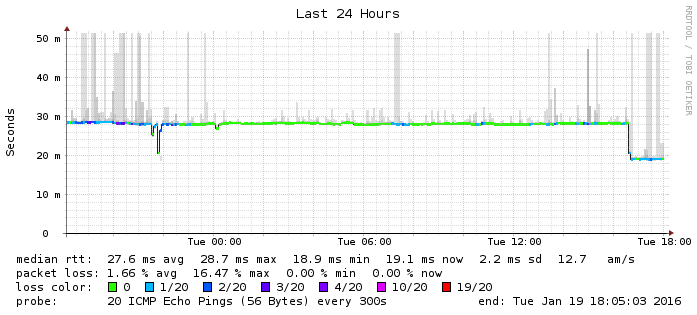 Last 24 Hours
RRDTOOL / TOBI OETIKER
Seconds
50 m
40 m
30 m
20 m
10 m
0
Tue 00:00 Tue 06:00 Tue 12:00 Tue 18:00
median rtt: 27.6 ms avg 28.7 ms max 18.9 ms min 19.1 ms now 2.2 ms sd 12.7 am/s
packet loss: 1.66 % avg 16.47 % max 0.00 % min 0.00 % now
loss color: 0 1/20 2/20 3/20 4/20 10/20 19/20
probe: 20 ICMP Echo Pings (56 Bytes) every 300s end: Tue Jan 19 18:05:03 2016